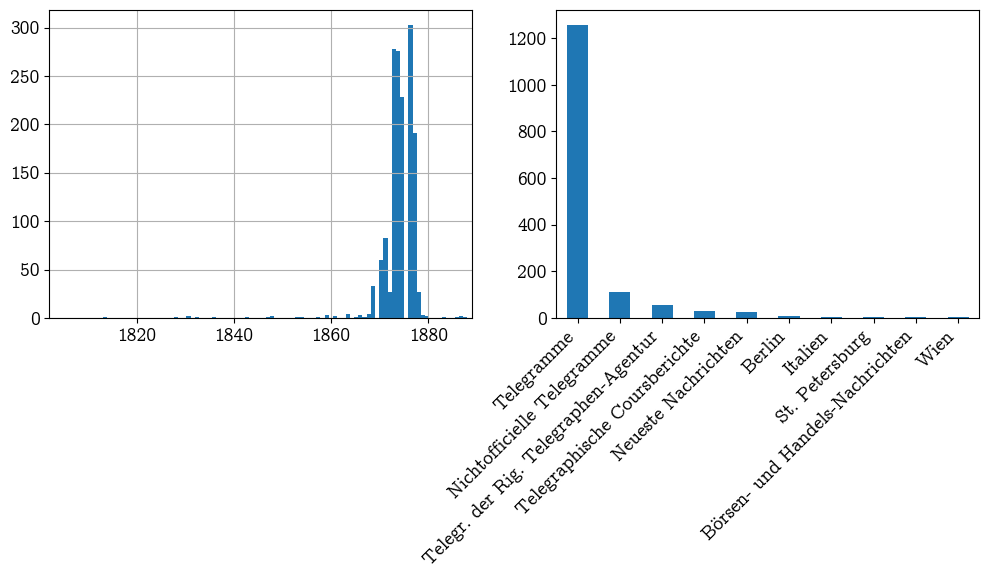 300
250
200
150
100
50
0
1820
1840
1860
1880
1200
1000
800
600
400
200
0
Telegramme
Nichtofficielle Telegramme
Telegr. der Rig. Telegraphen-Agentur
Telegraphische Coursberichte
Neueste Nachrichten
Berlin
Italien
St. Petersburg
Börsen- und Handels-Nachrichten
Wien